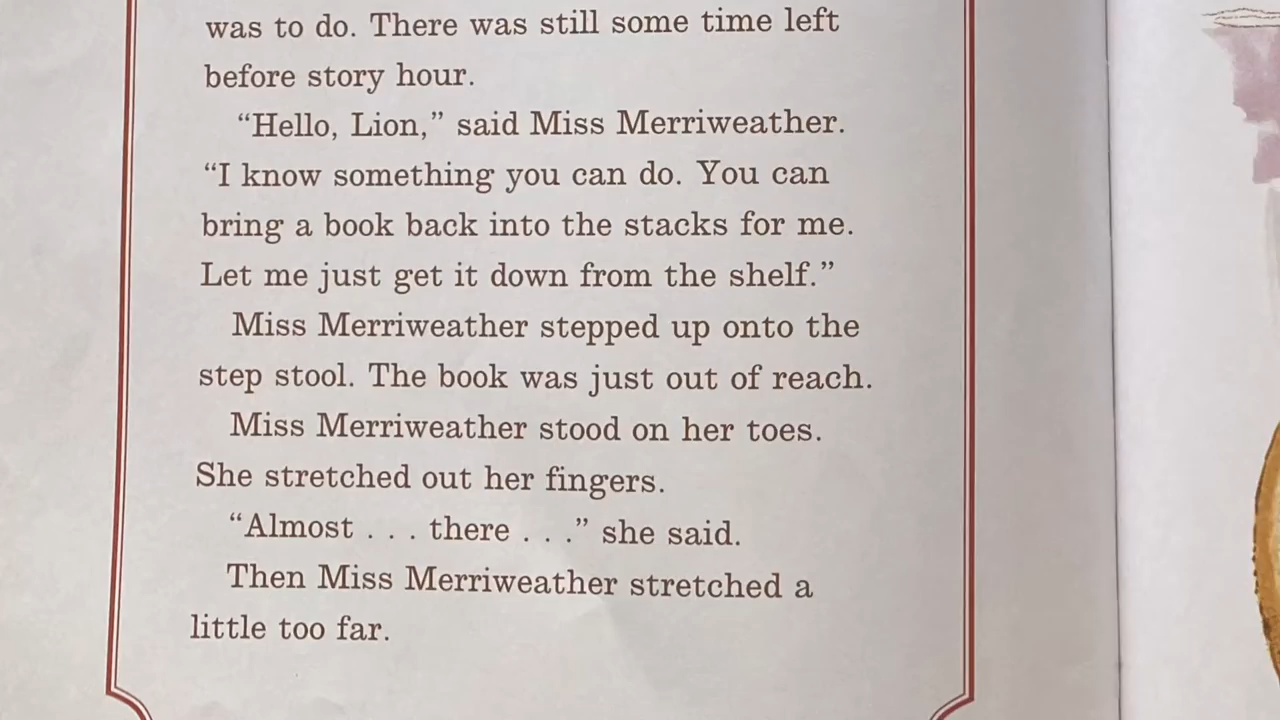 was to do. There was still some time left
before story hour.
“Hello, Lion,” said Miss Merriweather.
“I know something you can do. You can
bring a book back into the stacks for me.
Let me just get it down from the shelf.”
Miss Merriweather stepped up onto the
step stool. The book was just out of reach.
Miss Merriweather stood on her toes.
She stretched out her fingers.
“Almost . . . there . . .” she said.
Then Miss Merriweather stretched a
little too far.